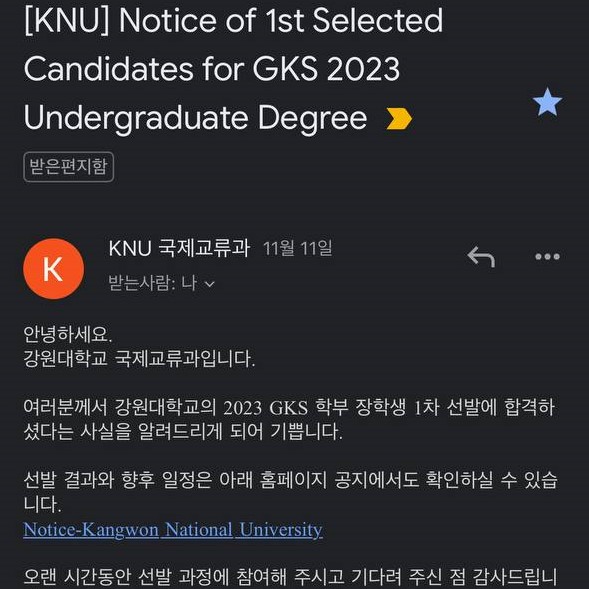 [KNU] Notice of 1st Selected
Candidates for GKS 2023
Undergraduate Degree
받은편지함
K
KNU 국제교류과 11월 11일
받는사람: 나
안녕하세요.
강원대학교 국제교류과입니다.
여러분께서 강원대학교의 2023 GKS 학부 장학생 1차 선발에 합격하
셨다는 사실을 알려드리게 되어 기쁩니다.
선발 결과와 향후 일정은 아래 홈페이지 공지에서도 확인하실 수 있습
니다.
Notice-Kangwon National University
오랜 시간동안 선발 과정에 참여해 주시고 기다려 주신 점 감사드립니